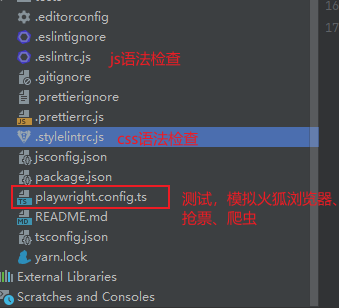 16
17
.editorconfig
.eslintignore
.eslintrc.js js语法检查
.gitignore
.prettierignore
.prettierrc.js
.stylelintrc.js css语法检查
jsconfig.json
package.json
playwright.config.ts 测试，模拟火狐浏览器、
抢票、爬虫
README.md
tsconfig.json
yarn.lock
External Libraries
Scratches and Consoles